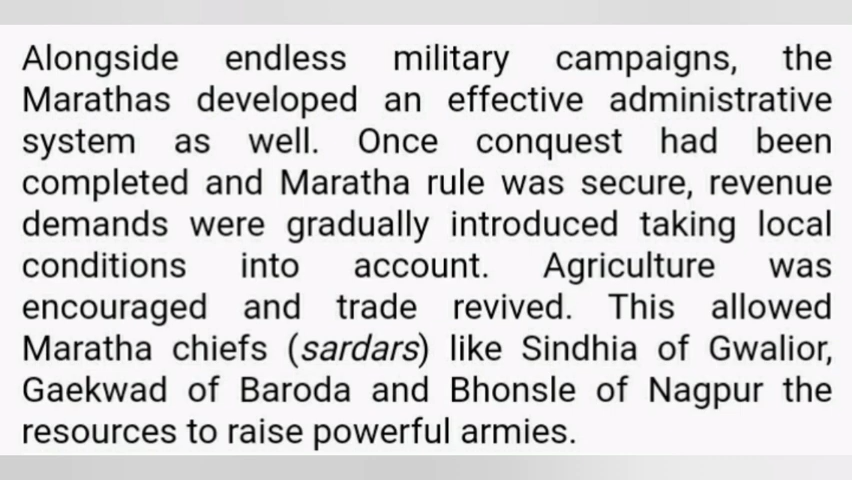 Alongside endless military campaigns, the
Marathas developed an effective administrative
system as well. Once conquest had been
completed and Maratha rule was secure, revenue
demands were gradually introduced taking local
conditions into account. Agriculture was
encouraged and trade revived. This allowed
Maratha chiefs (sardars) like Sindhia of Gwalior,
Gaekwad of Baroda and Bhonsle of Nagpur the
resources to raise powerful armies.